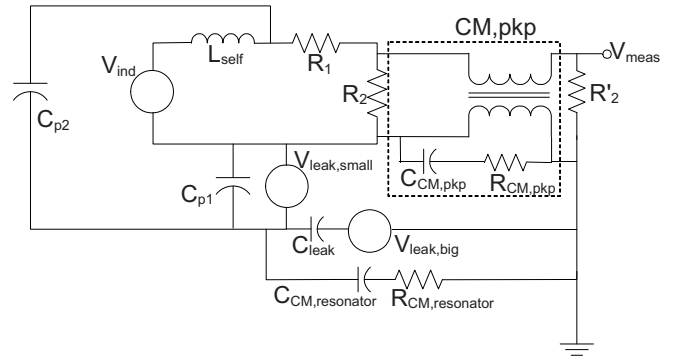 CM,pkp
V_ind
L_self
R_1
V_meas
R_2
R'_2
C_p2
V_leak,small
C_CM,pkp
R_CM,pkp
C_p1
C_leak
V_leak,big
C_CM,resonator
R_CM,resonator